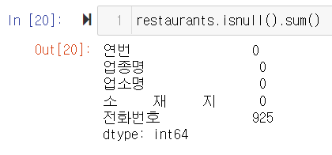 In [20]: 1 restaurants.isnull().sum()
Out[20]: 연번 0
업종명 0
업소명 0
소 재 지 0
전화번호 925
dtype: int64